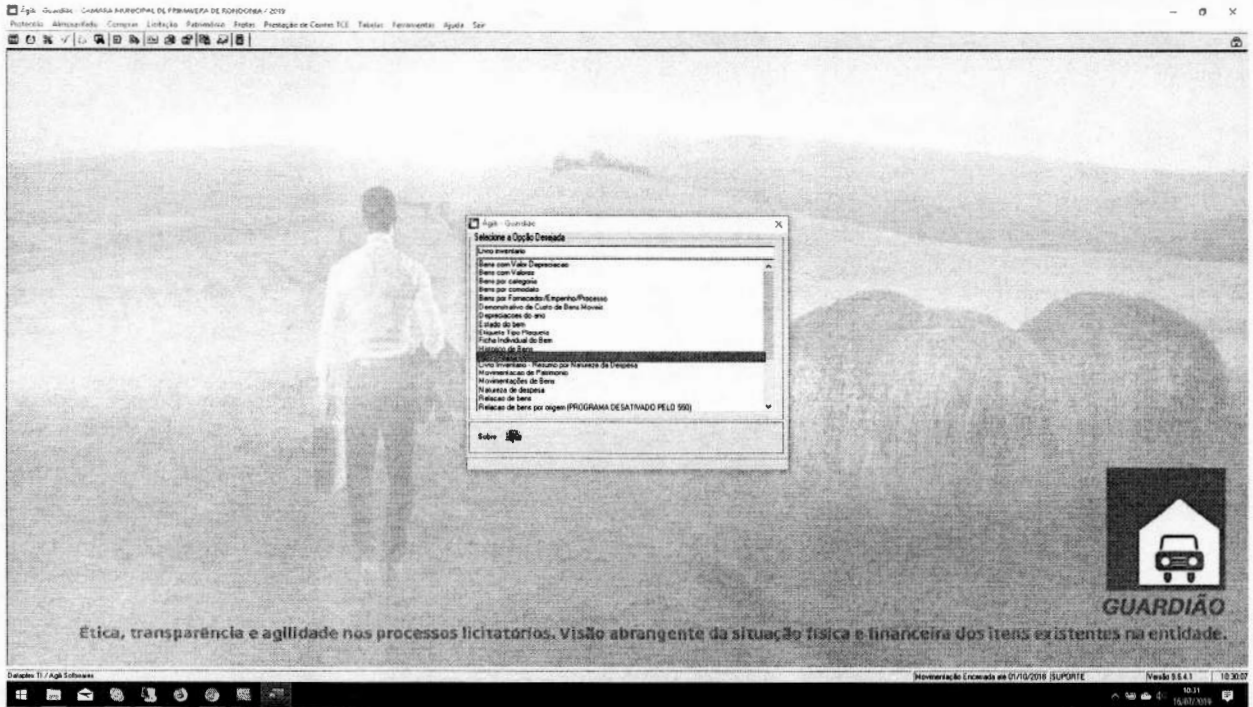 Ágili - Guardião - CAMARA MUNICIPAL DE PRIMAVERA DE RONDONIA / 2019
Protocolo Almoxarifado Compras Licitação Patrimônio Frotas Prestação de Contas TCE Tabelas Ferramentas Ajuda Sair
Ágili - Guardião
Selecione a Opção Desejada
Livro Inventario
Bens com Valor Depreciacao
Bens com Valores
Bens por categoria
Bens por comodato
Bens por Fornecedor/Empenho/Processo
Demonstrativo de Custo de Bens Moveis
Depreciacoes do ano
Estado do bem
Etiqueta Tipo Plaqueta
Ficha Individual do Bem
Historico de Bens
Livro Inventario - Resumo por Natureza da Despesa
Movimentacao de Patrimonio
Movimentações de Bens
Natureza de despesa
Relacao de bens
Relacao de bens por origem (PROGRAMA DESATIVADO PELO 550)
Sobre
GUARDIÃO
Ética, transparência e agilidade nos processos licitatórios. Visão abrangente da situação física e financeira dos itens existentes na entidade.
Dataplex TI / Ágili Softwares
Movimentação Encerrada até 01/10/2018
SUPORTE
Versão 9.6.4.1
10:30:07
10:31
15/07/2019